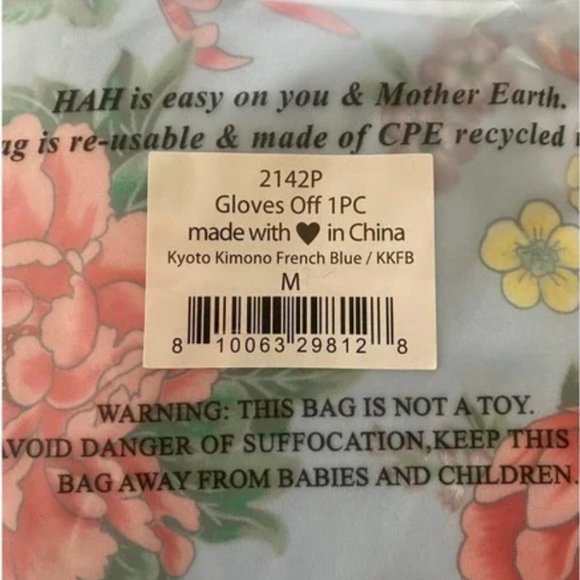 HAH is easy on you & Mother Earth.
is re-usable & made of CPE recycled
2142P
Gloves Off 1PC
made with ♥ in China
Kyoto Kimono French Blue / KKFB
M
8 10063 29812 8
WARNING: THIS BAG IS NOT A TOY.
VOID DANGER OF SUFFOCATION,KEEP THIS
BAG AWAY FROM BABIES AND CHILDREN.